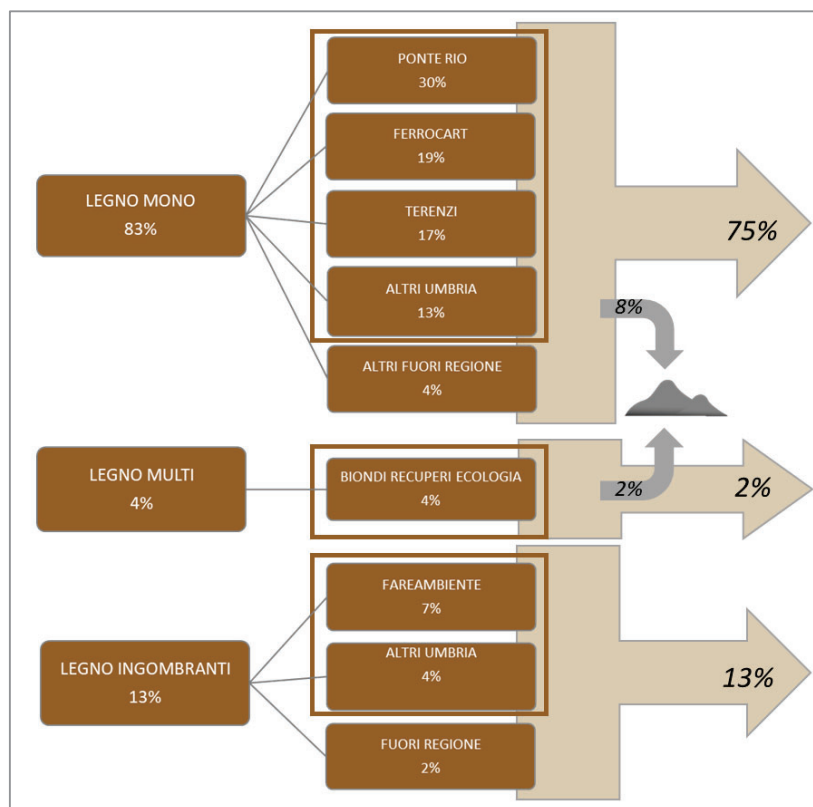 LEGNO MONO
83%
PONTE RIO
30%
FERROCART
19%
TERENZI
17%
ALTRI UMBRIA
13%
ALTRI FUORI REGIONE
4%
75%
8%
LEGNO MULTI
4%
BIONDI RECUPERI ECOLOGIA
4%
2%
2%
LEGNO INGOMBRANTI
13%
FAREAMBIENTE
7%
ALTRI UMBRIA
4%
FUORI REGIONE
2%
13%